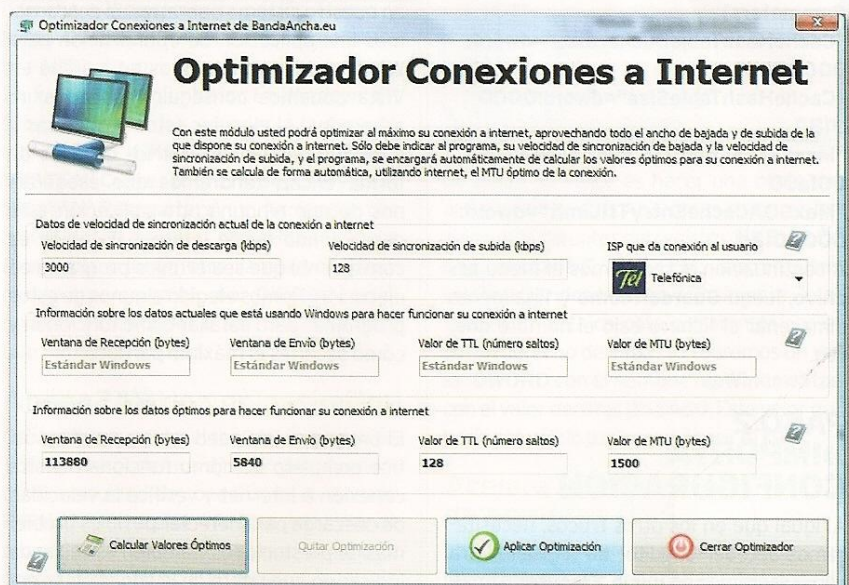 Optimizador Conexiones a Internet de BandaAncha.eu
Optimizador Conexiones a Internet
Con este módulo usted podrá optimizar al máximo su conexión a internet, aprovechando todo el ancho de bajada y de subida de la
que dispone su conexión a internet. Sólo debe indicar al programa, su velocidad de sincronización de bajada y la velocidad de
sincronización de subida, y el programa, se encargará automáticamente de calcular los valores óptimos para su conexión a internet.
También se calcula de forma automática, utilizando internet, el MTU óptimo de la conexión.
Datos de velocidad de sincronización actual de la conexión a internet
Velocidad de sincronización de descarga (kbps)
Velocidad de sincronización de subida (kbps)
ISP que da conexión al usuario
3000
128
Tél Telefónica
Información sobre los datos actuales que está usando Windows para hacer funcionar su conexión a internet
Ventana de Recepción (bytes)
Ventana de Envío (bytes)
Valor de TTL (número saltos)
Valor de MTU (bytes)
Estándar Windows
Estándar Windows
Estándar Windows
Estándar Windows
Información sobre los datos óptimos para hacer funcionar su conexión a internet
Ventana de Recepción (bytes)
Ventana de Envío (bytes)
Valor de TTL (número saltos)
Valor de MTU (bytes)
113880
5840
128
1500
Calcular Valores Óptimos
Quitar Optimización
Aplicar Optimización
Cerrar Optimizador